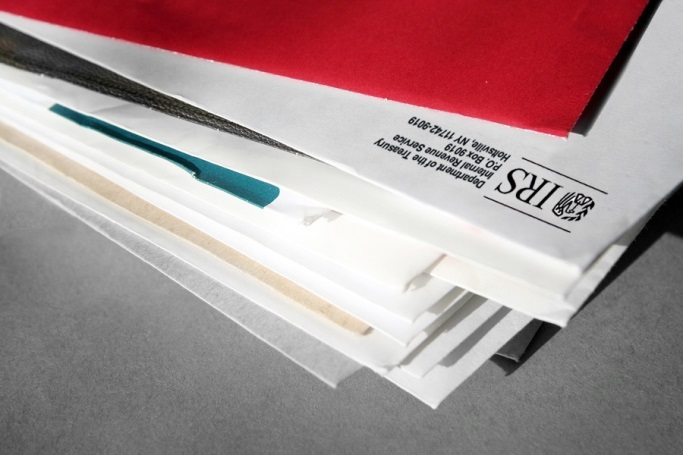 IRS
Department of the Treasury
Internal Revenue Service
P.O. Box 9019
Holtsville, NY 11742-9019